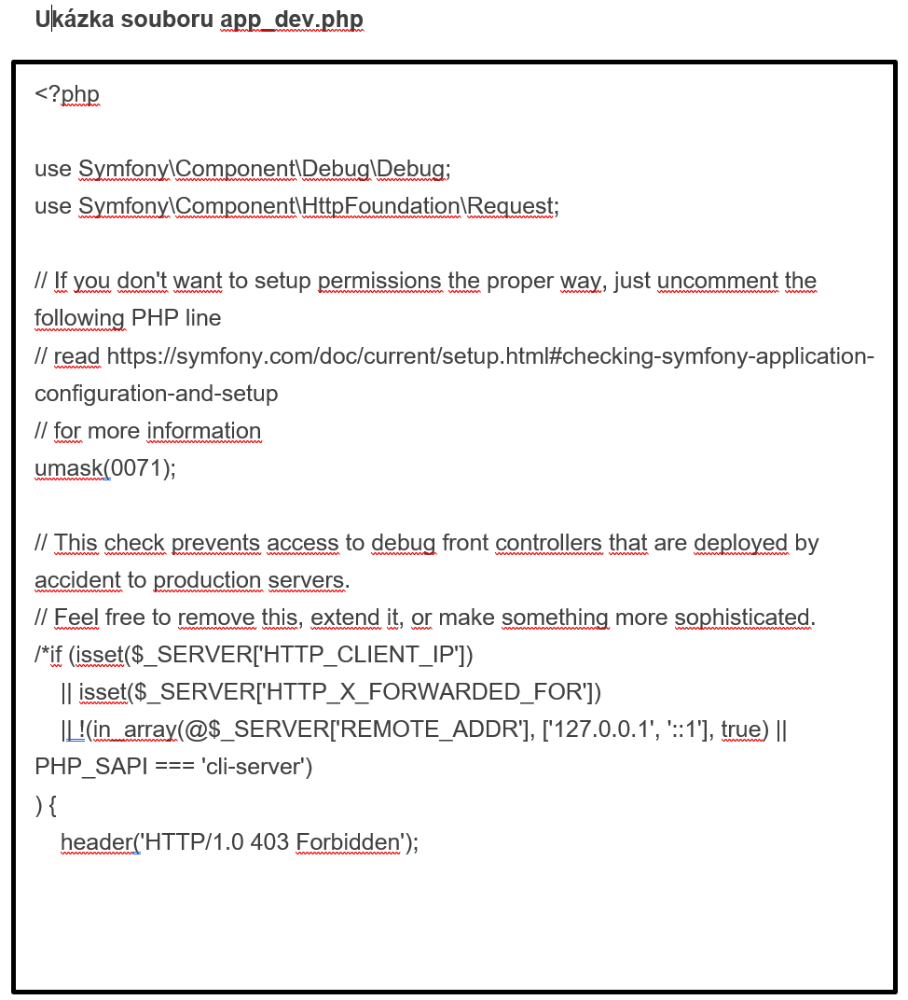 Ukázka souboru app_dev.php
<?php
use Symfony\Component\Debug\Debug;
use Symfony\Component\HttpFoundation\Request;
// If you don't want to setup permissions the proper way, just uncomment the
following PHP line
// read https://symfony.com/doc/current/setup.html#checking-symfony-application-
configuration-and-setup
// for more information
umask(0071);
// This check prevents access to debug front controllers that are deployed by
accident to production servers.
// Feel free to remove this, extend it, or make something more sophisticated.
/*if (isset($_SERVER['HTTP_CLIENT_IP'])
    || isset($_SERVER['HTTP_X_FORWARDED_FOR'])
    || !(in_array(@$_SERVER['REMOTE_ADDR'], ['127.0.0.1', '::1'], true) ||
PHP_SAPI === 'cli-server')
) {
    header('HTTP/1.0 403 Forbidden');